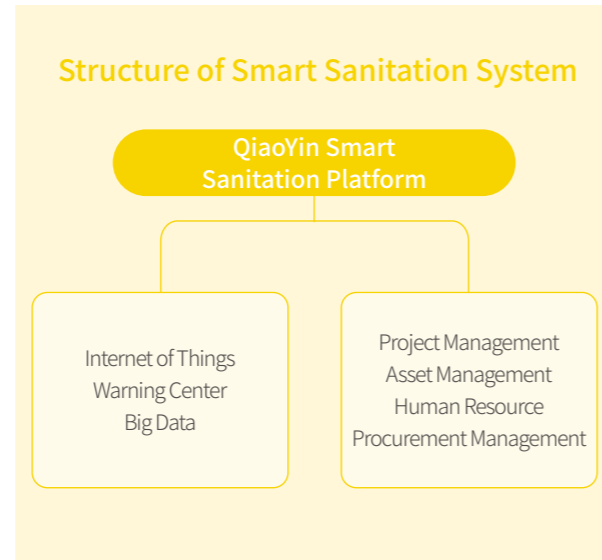 Structure of Smart Sanitation System
QiaoYin Smart
Sanitation Platform
Internet of Things
Warning Center
Big Data
Project Management
Asset Management
Human Resource
Procurement Management